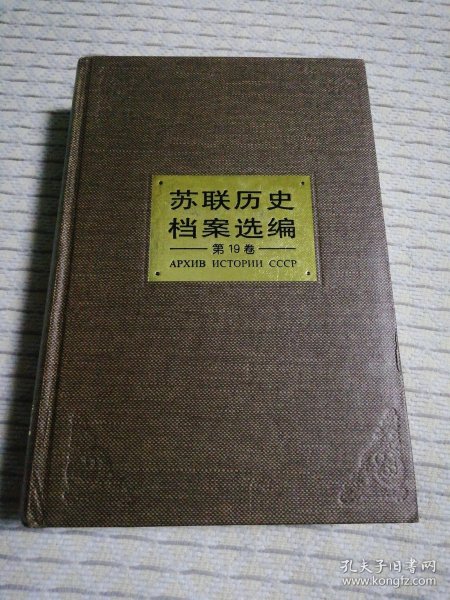 苏联历史
档案选编
第19卷
АРХИВ ИСТОРИИ СССР
孔夫子旧书网
www.kongfz.com